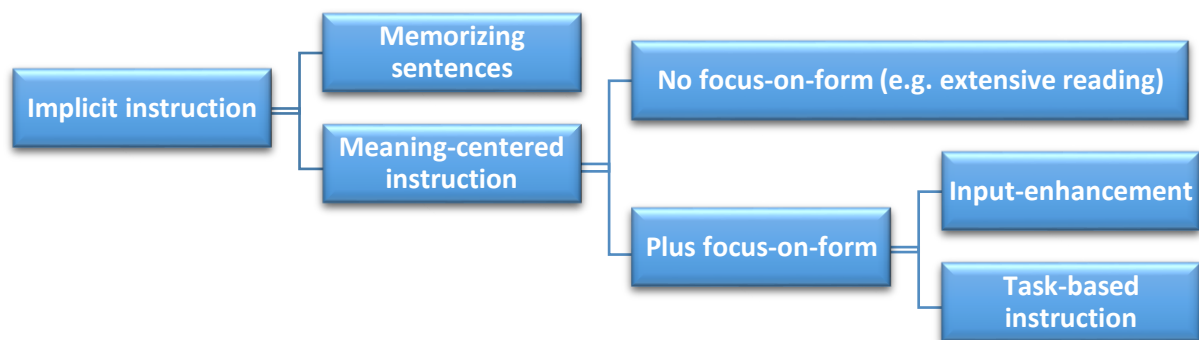 Implicit instruction
Memorizing
sentences
Meaning-centered
instruction
No focus-on-form (e.g. extensive reading)
Plus focus-on-form
Input-enhancement
Task-based
instruction